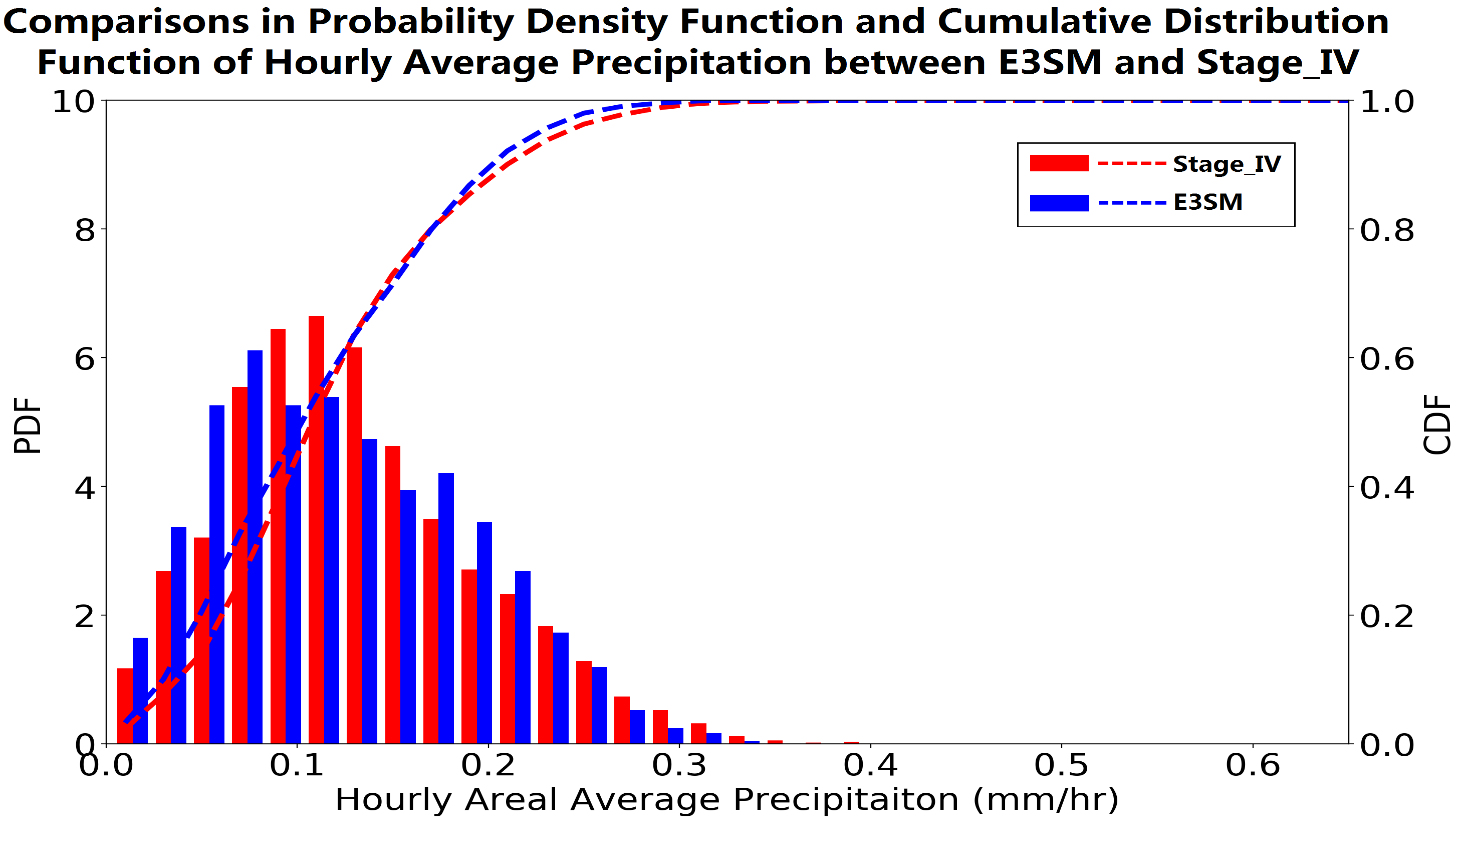 Comparisons in Probability Density Function and Cumulative Distribution
Function of Hourly Average Precipitation between E3SM and Stage_IV
10
8
6
4
2
0
PDF
1.0
0.8
0.6
0.4
0.2
0.0
CDF
Stage_IV
E3SM
0.0 0.1 0.2 0.3 0.4 0.5 0.6
Hourly Areal Average Precipitaiton (mm/hr)